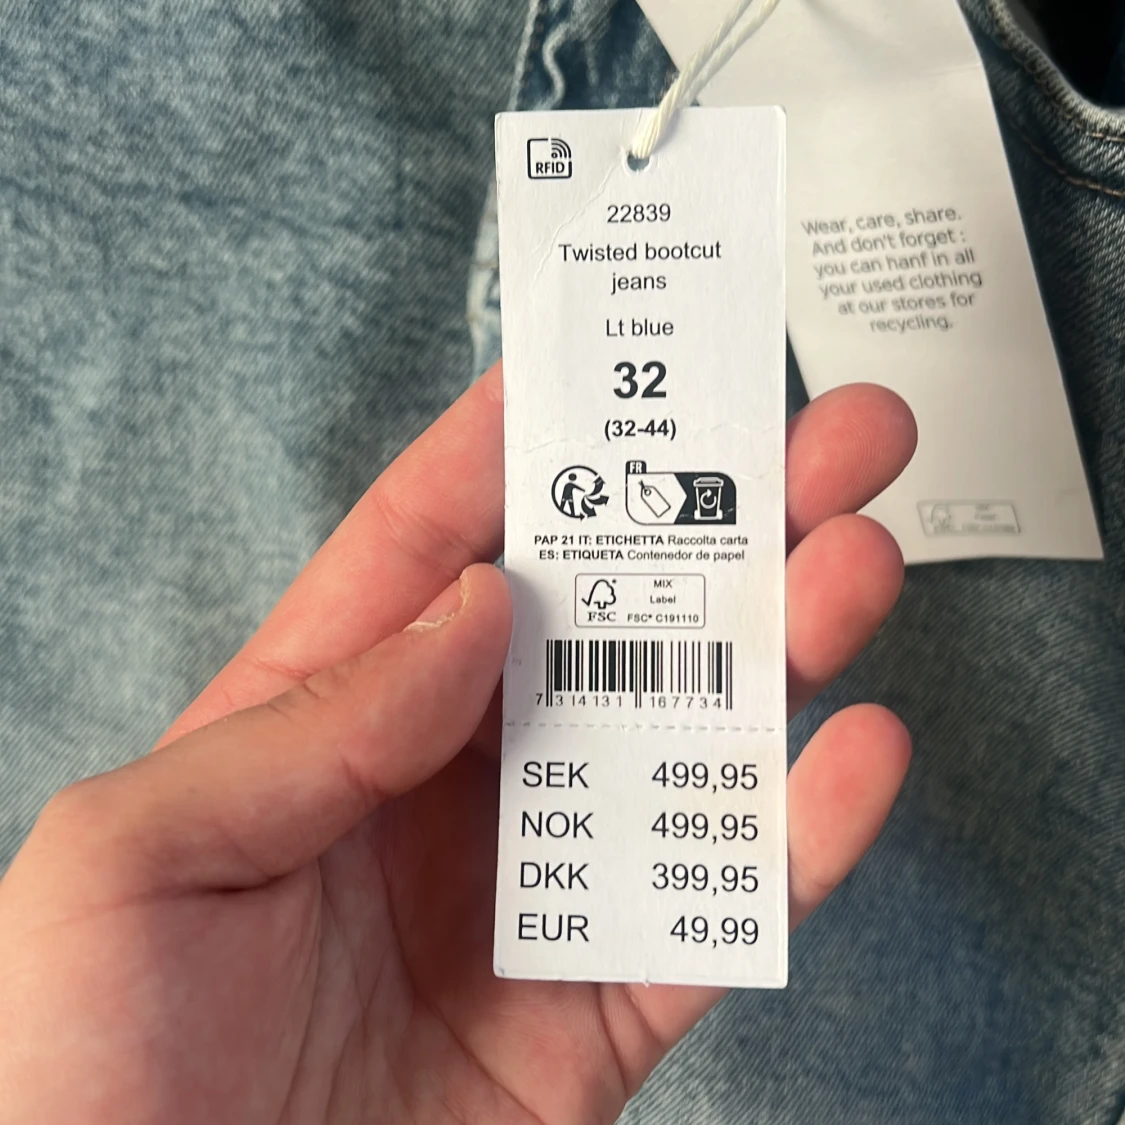 RFID
22839
Twisted bootcut
jeans
Lt blue
32
(32-44)
FR
PAP 21 IT: ETICHETTA Raccolta carta
ES: ETIQUETA Contenedor de papel
MIX
Label
FSC FSC® C191110
7 314131 167734
SEK 499,95
NOK 499,95
DKK 399,95
EUR 49,99
Wear, care, share.
And don't forget :
you can hanf in all
your used clothing
at our stores for
recycling.